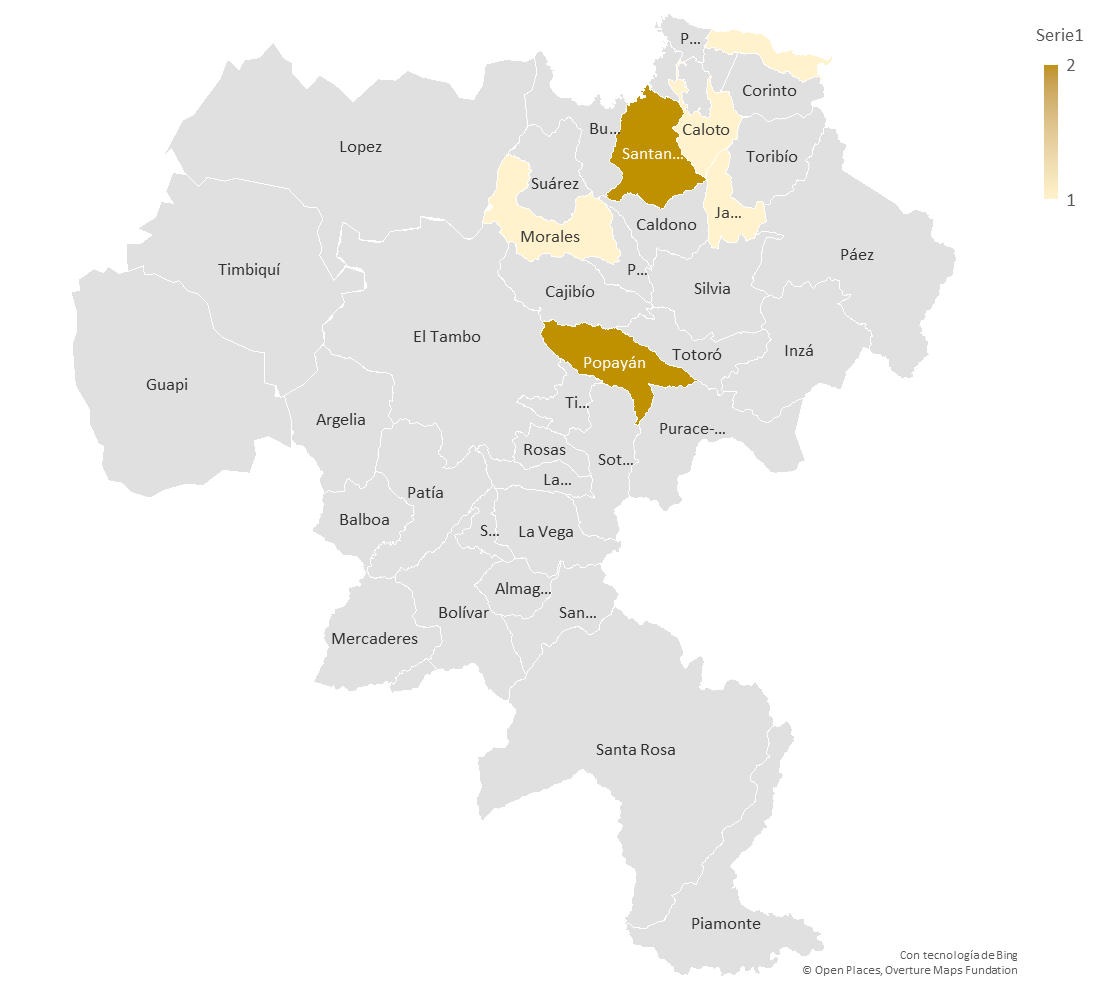 Serie1
P...
2
Corinto
Bu...
Caloto
Lopez
Santan...
Toribío
Suárez
1
Ja...
Caldono
Morales
Páez
Timbiquí
P...
Silvia
Cajibío
El Tambo
Inzá
Totoró
Popayán
Guapi
Ti...
Argelia
Purace-...
Rosas
Sot...
La...
Patía
Balboa
S...
La Vega
Almag...
Bolívar
San...
Mercaderes
Santa Rosa
Piamonte
Con tecnología de Bing
© Open Places, Overture Maps Fundation